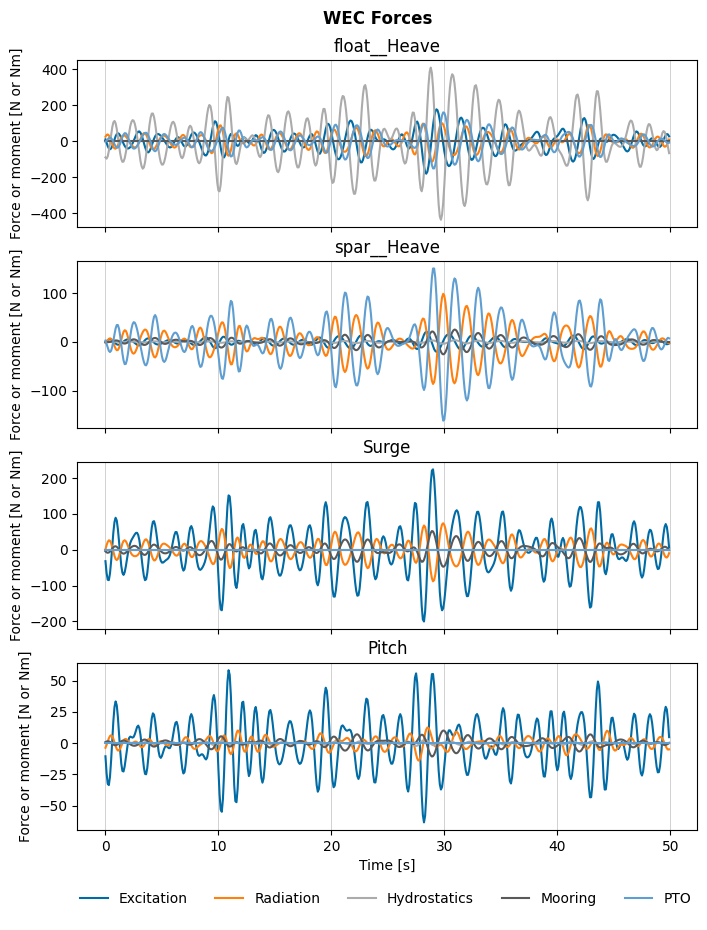 WEC Forces
float__Heave
Force or moment [N or Nm]
400
200
0
−200
−400
spar__Heave
Force or moment [N or Nm]
100
0
−100
Surge
Force or moment [N or Nm]
200
100
0
−100
−200
Pitch
Force or moment [N or Nm]
50
25
0
−25
−50
0 10 20 30 40 50
Time [s]
Excitation Radiation Hydrostatics Mooring PTO